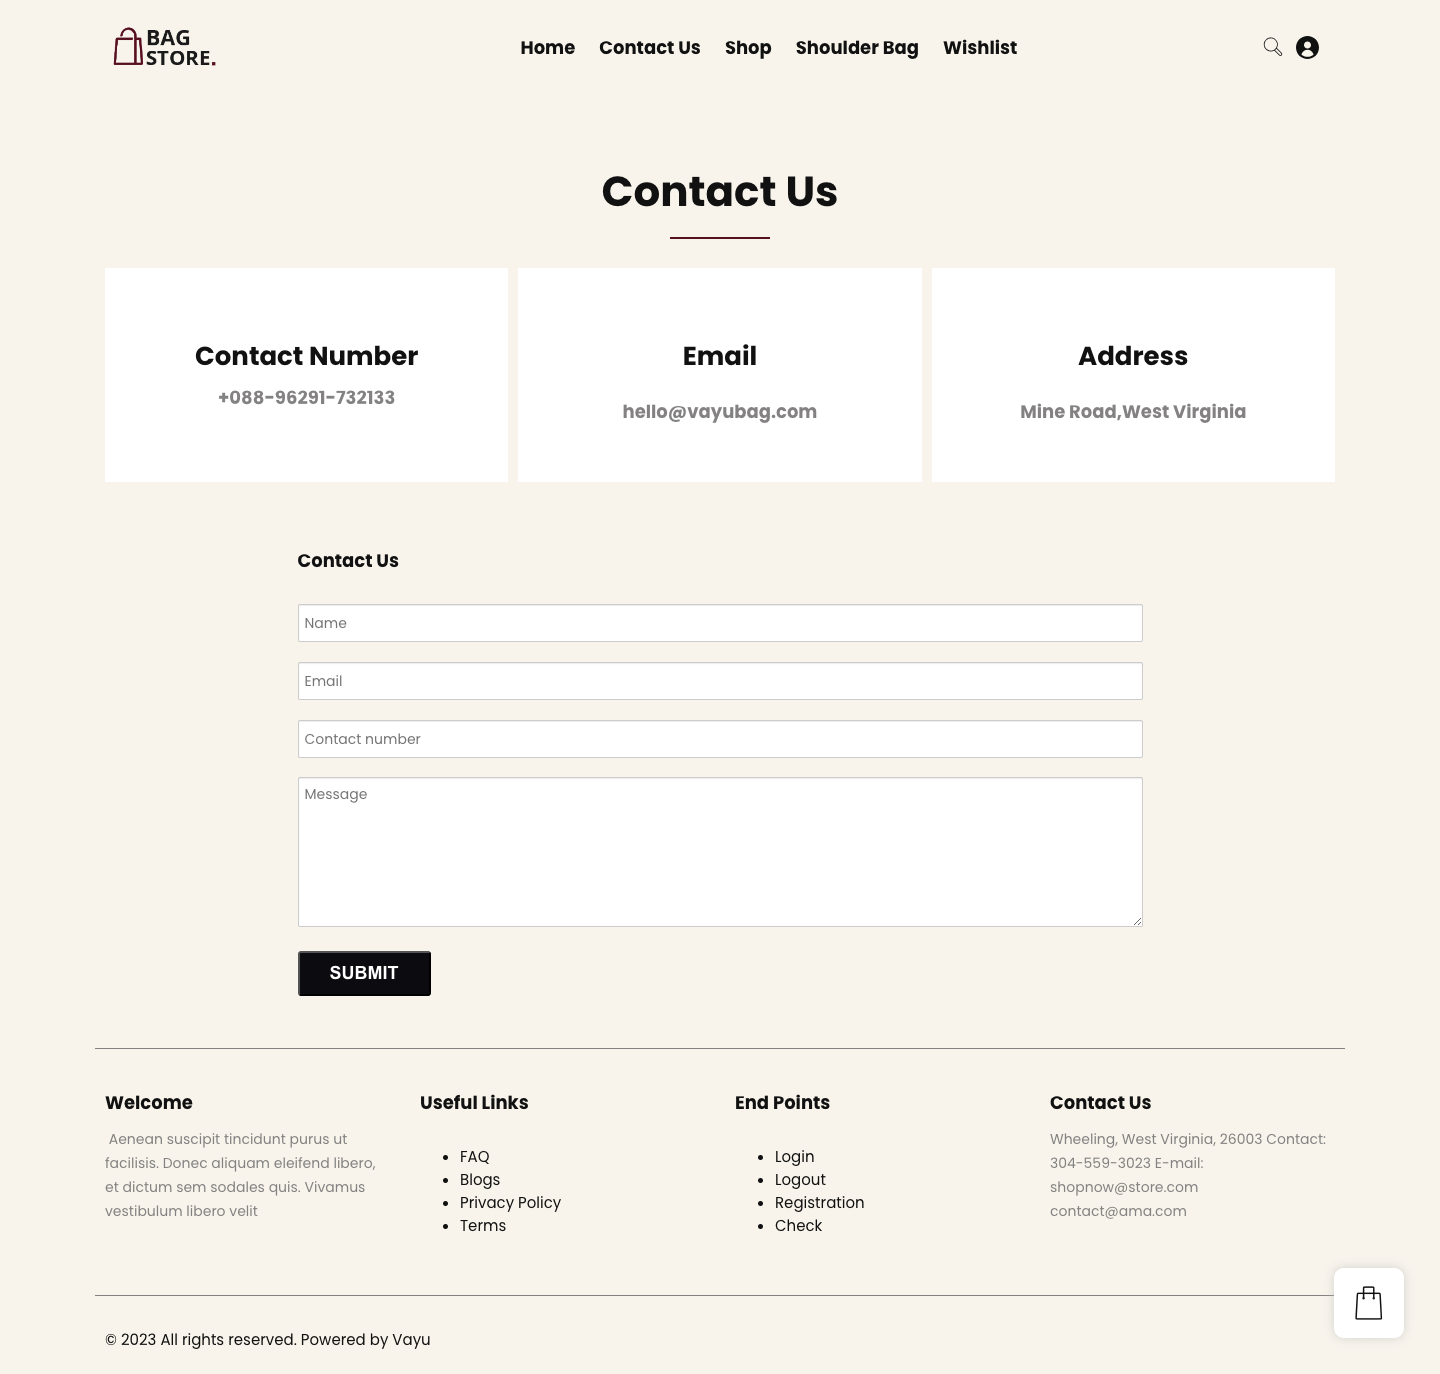 BAG
STORE.
Home Contact Us Shop Shoulder Bag Wishlist
Contact Us
Contact Number
+088-96291-732133
Email
hello@vayubag.com
Address
Mine Road,West Virginia
Contact Us
Name
Email
Contact number
Message
SUBMIT
Welcome
Aenean suscipit tincidunt purus ut
facilisis. Donec aliquam eleifend libero,
et dictum sem sodales quis. Vivamus
vestibulum libero velit
Useful Links
FAQ
Blogs
Privacy Policy
Terms
End Points
Login
Logout
Registration
Check
Contact Us
Wheeling, West Virginia, 26003 Contact:
304-559-3023 E-mail:
shopnow@store.com
contact@ama.com
© 2023 All rights reserved. Powered by Vayu